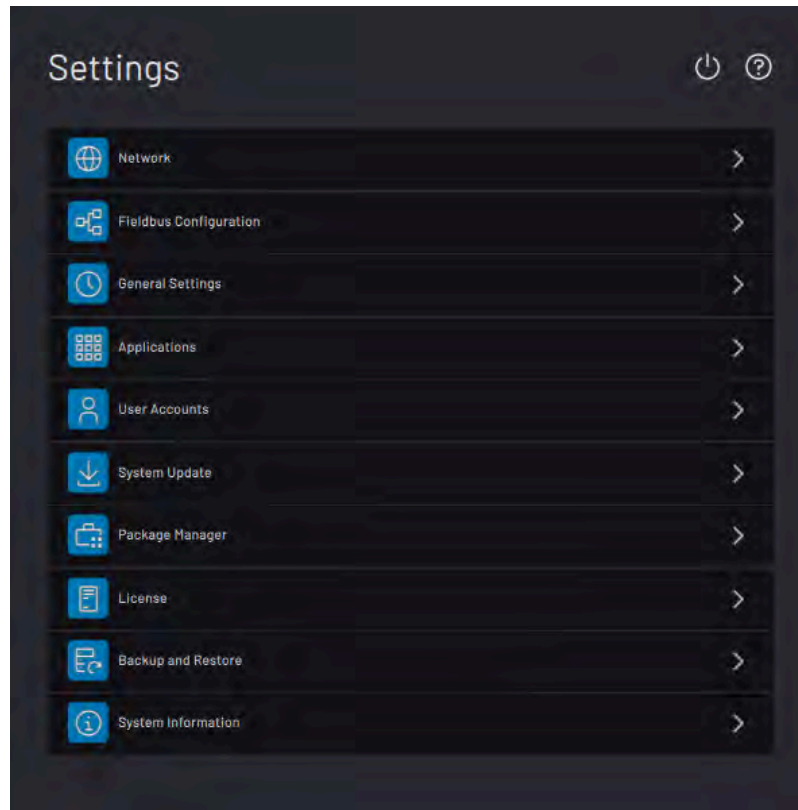 Settings
Network
Fieldbus Configuration
General Settings
Applications
User Accounts
System Update
Package Manager
License
Backup and Restore
System Information